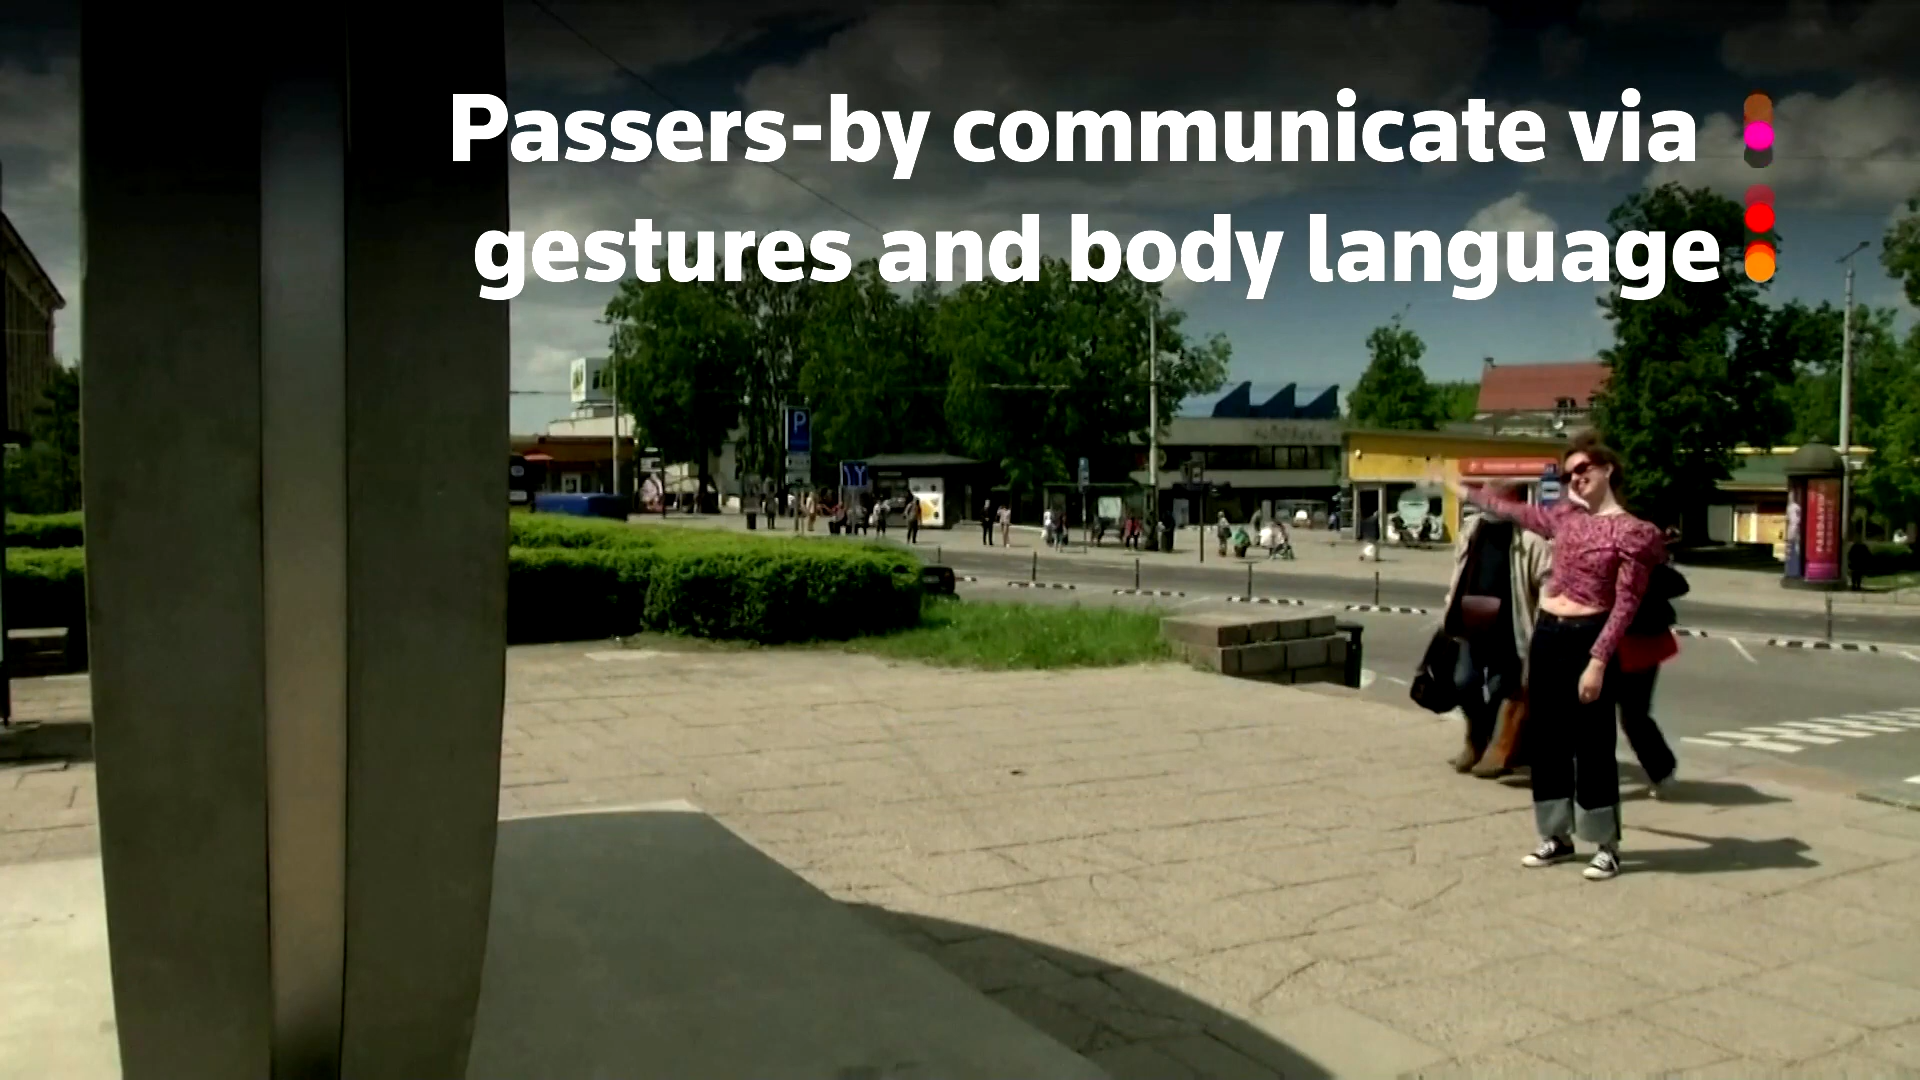 Passers-by communicate via
gestures and body language
P